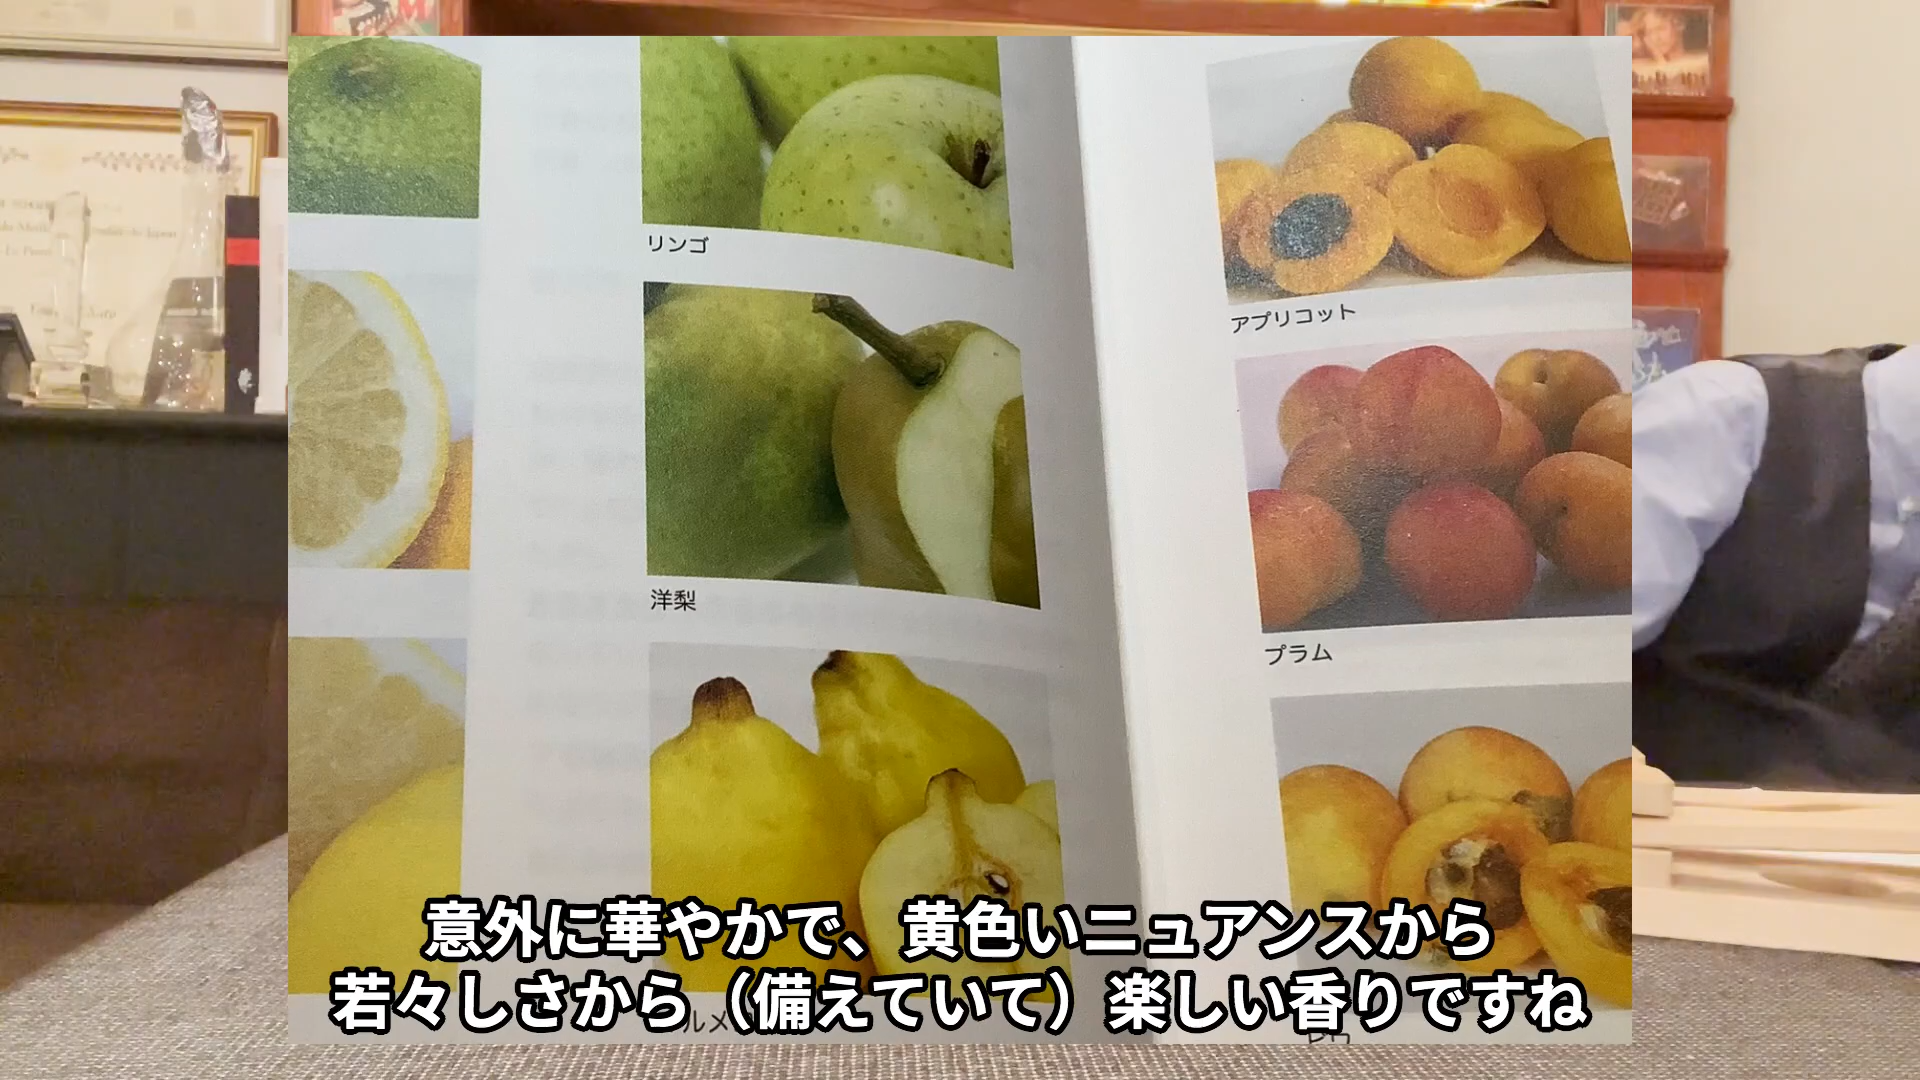 リンゴ
洋梨
アプリコット
プラム
意外に華やかで、黄色いニュアンスから
若々しさから（備えていて）楽しい香りですね